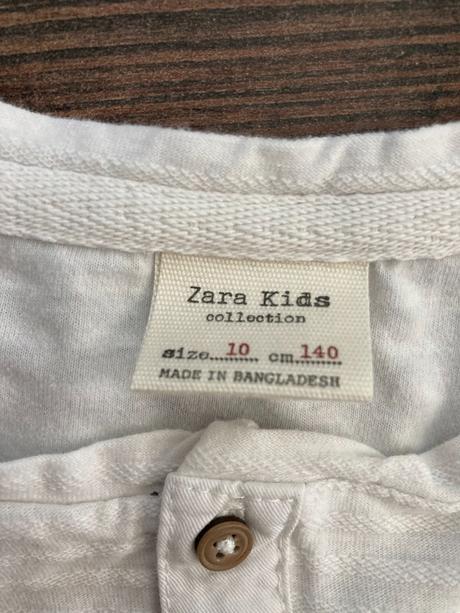 Zara Kids
collection
size...10.. cm.140
MADE IN BANGLADESH